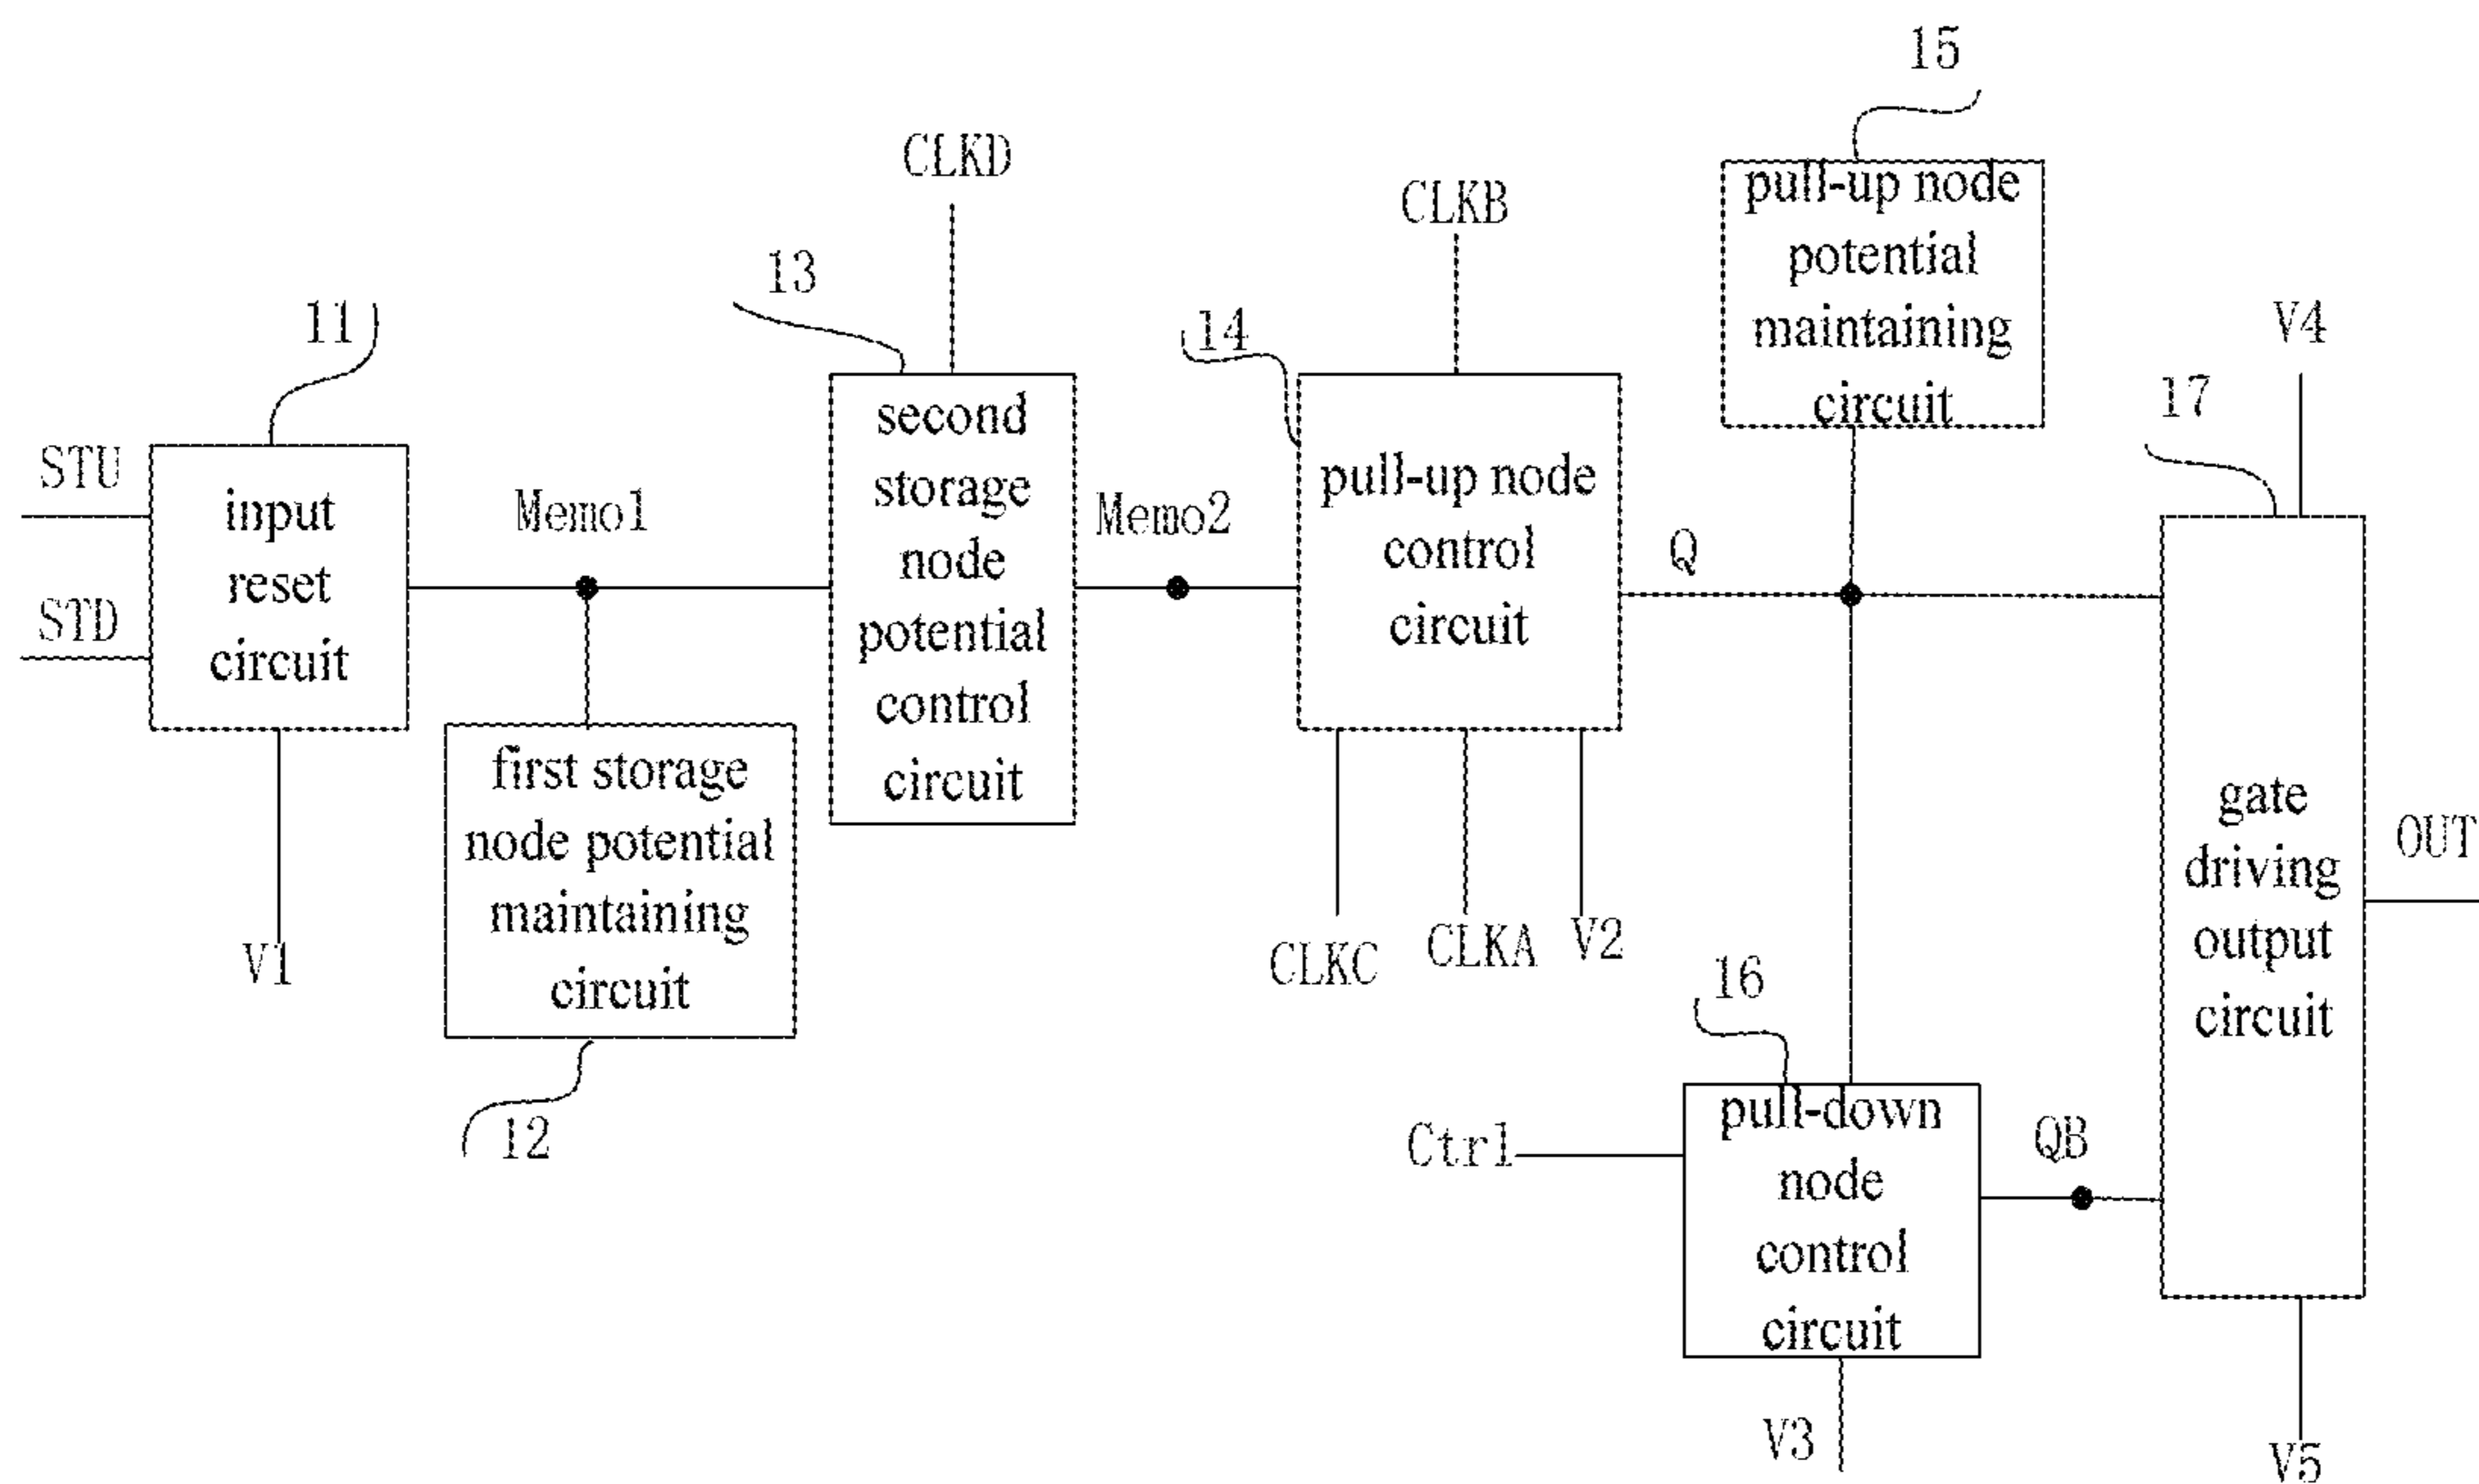 15
CLKD
CLKB
pull-up node
potential
maintaining
circuit
13
11
14
V4
17
second
storage
node
potential
control
circuit
STU
STD
input
reset
circuit
Memo1
Memo2
pull-up node
control
circuit
Q
first storage
node potential
maintaining
circuit
gate
driving
output
circuit
OUT
V1
CLKC
CLKA
V2
16
12
Ctrl
pull-down
node
control
circuit
QB
V3
V5